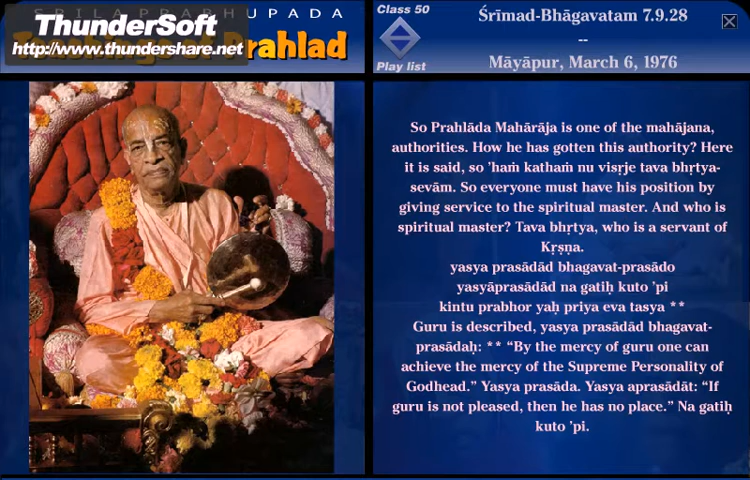 SRILA PRABHUPADA
ThunderSoft
http://www.thundershare.net
Prahlad
Class 50
Play list
Śrīmad-Bhāgavatam 7.9.28
--
Māyāpur, March 6, 1976
So Prahlāda Mahārāja is one of the mahājana,
authorities. How he has gotten this authority? Here
it is said, so 'haṁ kathaṁ nu visṛje tava bhṛtya-
sevām. So everyone must have his position by
giving service to the spiritual master. And who is
spiritual master? Tava bhṛtya, who is a servant of
Kṛṣṇa.
yasya prasādād bhagavat-prasādo
yasyāprasādād na gatiḥ kuto 'pi
kintu prabhor yaḥ priya eva tasya **
Guru is described, yasya prasādād bhagavat-
prasādaḥ: ** “By the mercy of guru one can
achieve the mercy of the Supreme Personality of
Godhead.” Yasya prasāda. Yasya aprasādāt: “If
guru is not pleased, then he has no place.” Na gatiḥ
kuto 'pi.